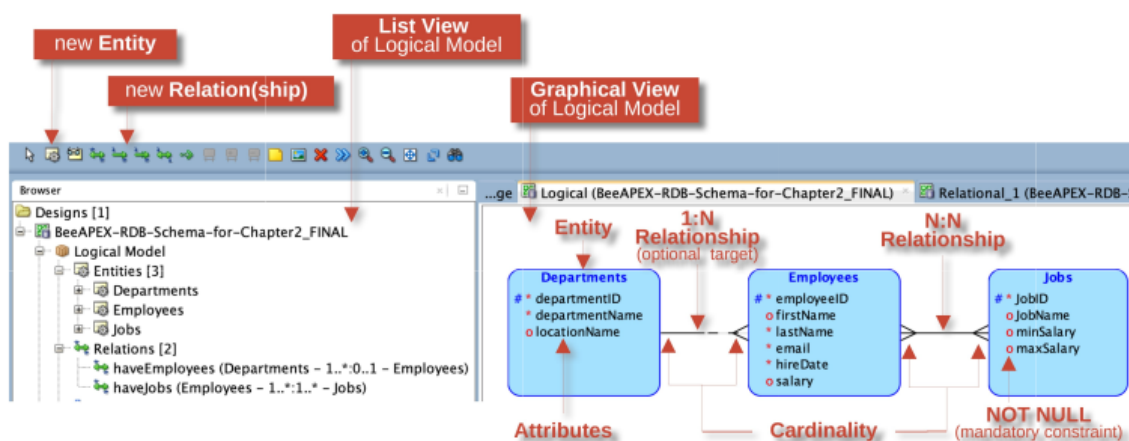 new Entity
List View
of Logical Model
new Relation(ship)
Graphical View
of Logical Model
Browser
Designs [1]
BeeAPEX-RDB-Schema-for-Chapter2_FINAL
Logical Model
Entities [3]
Departments
Employees
Jobs
Relations [2]
haveEmployees (Departments - 1..*:0..1 - Employees)
haveJobs (Employees - 1..*:1..* - Jobs)
...ge
Logical (BeeAPEX-RDB-Schema-for-Chapter2_FINAL)
Relational_1 (BeeAPEX-RDB-S
Entity
1:N
Relationship
(optional target)
N:N
Relationship
Departments
# * departmentID
* departmentName
o locationName
Employees
# * employeeID
o firstName
* lastName
* email
* hireDate
o salary
Jobs
# * JobID
o JobName
o minSalary
o maxSalary
Attributes
Cardinality
NOT NULL
(mandatory constraint)